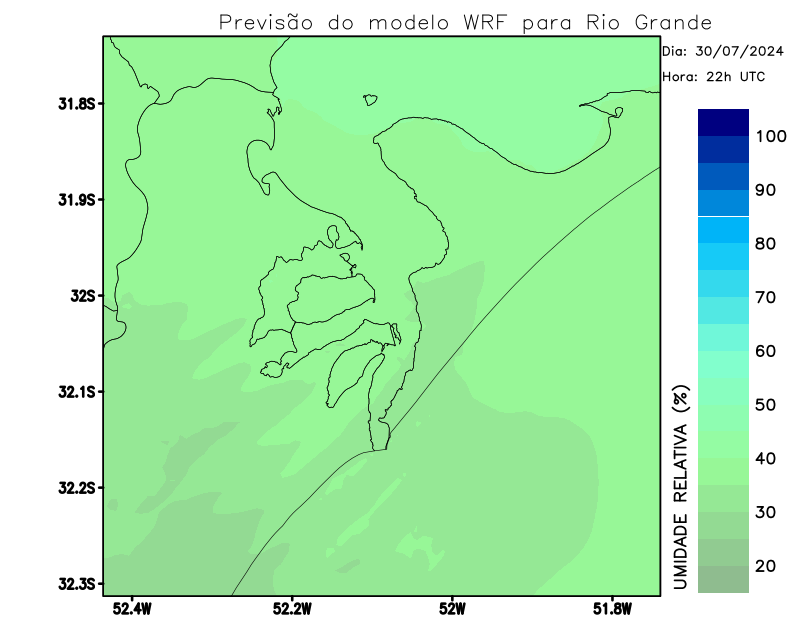 Previsão do modelo WRF para Rio Grande
Dia: 30/07/2024
Hora: 22h UTC
31.8S
31.9S
32S
32.1S
32.2S
32.3S
52.4W
52.2W
52W
51.8W
100
90
80
70
60
50
40
30
20
UMIDADE RELATIVA (%)